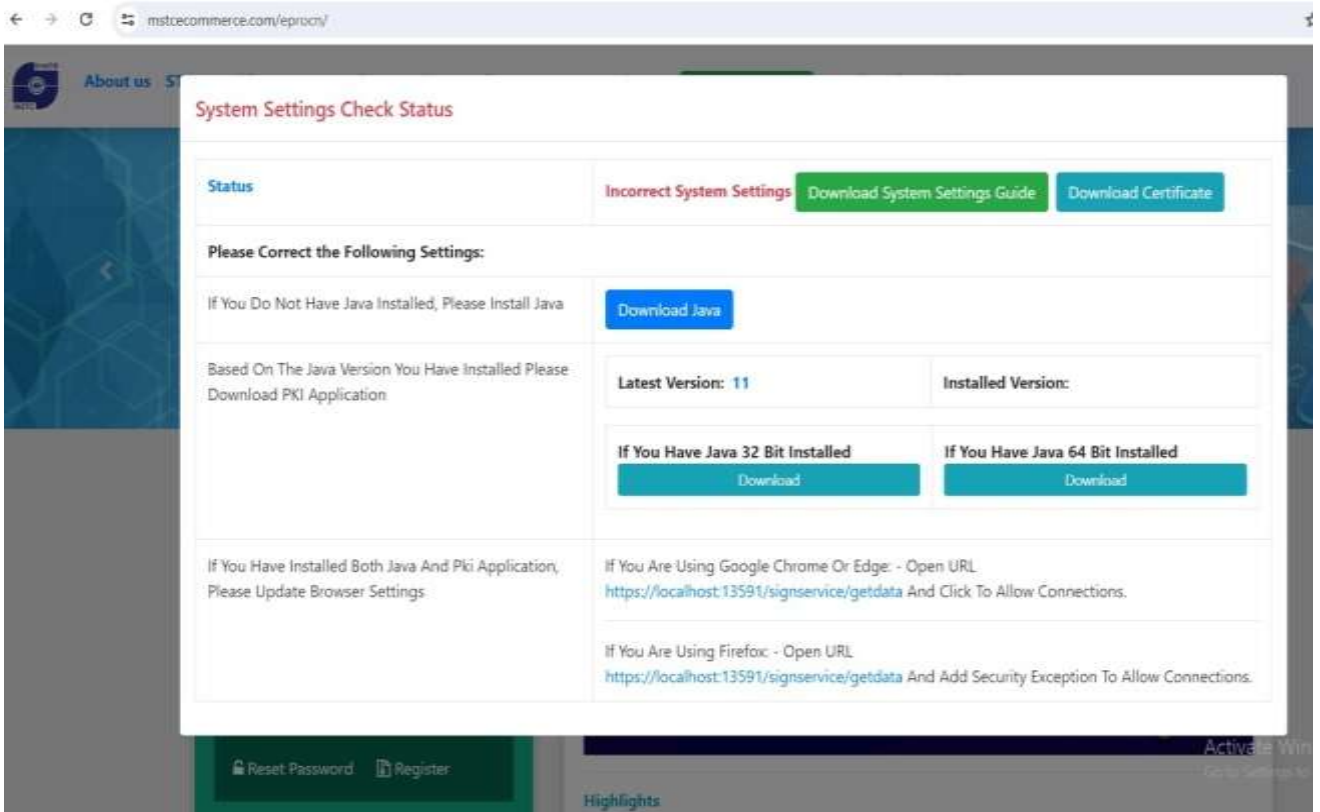 mstcecommerce.com/eprocn/
About us
System Settings Check Status
Status
Incorrect System Settings Download System Settings Guide Download Certificate
Please Correct the Following Settings:
If You Do Not Have Java Installed, Please Install Java
Download Java
Based On The Java Version You Have Installed Please
Download PKI Application
Latest Version: 11
Installed Version:
If You Have Java 32 Bit Installed
Download
If You Have Java 64 Bit Installed
Download
If You Have Installed Both Java And Pki Application,
Please Update Browser Settings
If You Are Using Google Chrome Or Edge: - Open URL
https://localhost:13591/signservice/getdata And Click To Allow Connections.
If You Are Using Firefox: - Open URL
https://localhost:13591/signservice/getdata And Add Security Exception To Allow Connections.
Reset Password Register
Activate Win
Highlights